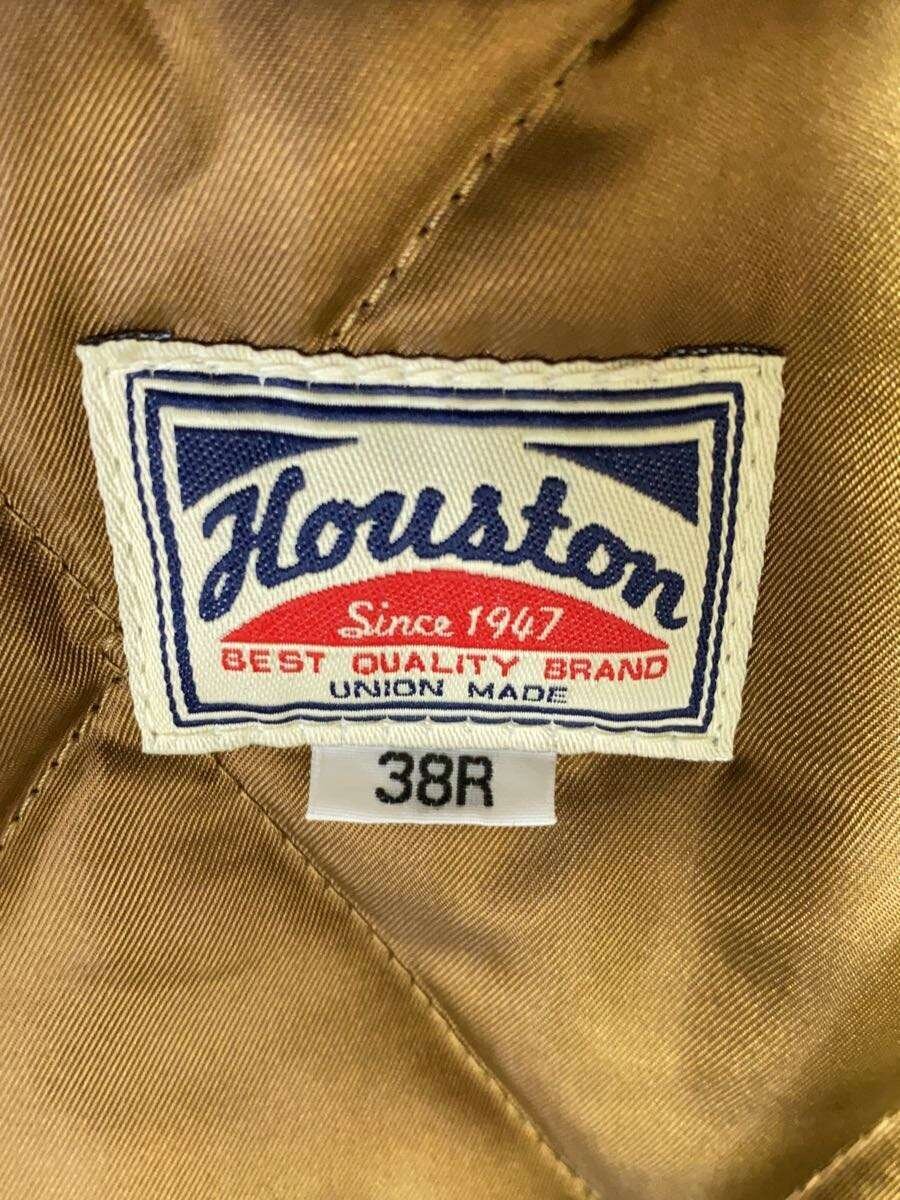 Houston
Since 1947
BEST QUALITY BRAND
UNION MADE
38R